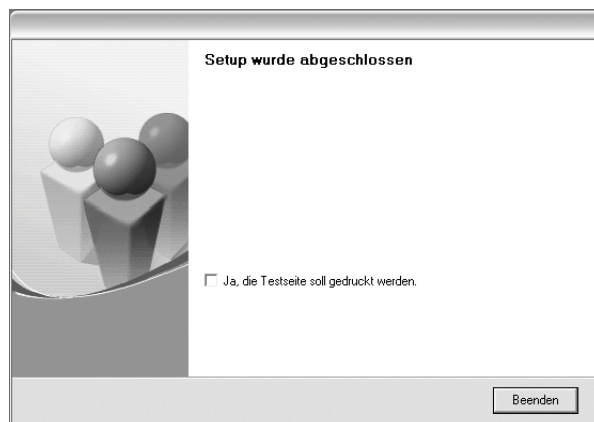 Setup wurde abgeschlossen
Ja, die Testseite soll gedruckt werden.
Beenden